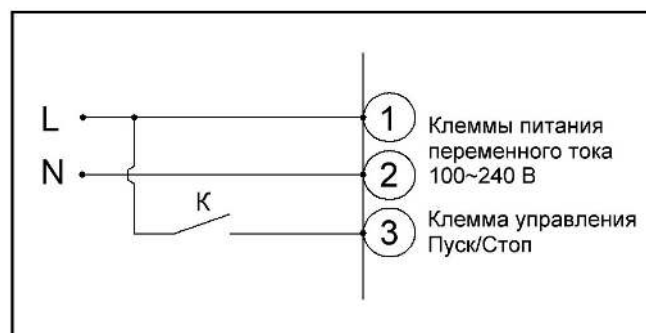 L
1
Клеммы питания
переменного тока
100~240 В
N
2
К
3
Клемма управления
Пуск/Стоп